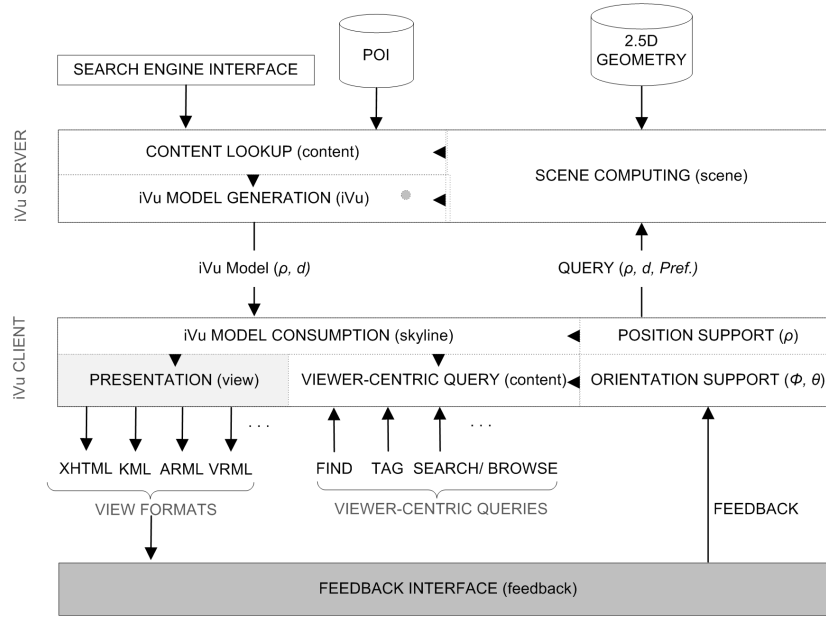 SEARCH ENGINE INTERFACE
POI
2.5D
GEOMETRY
iVu SERVER
CONTENT LOOKUP (content)
iVu MODEL GENERATION (iVu)
SCENE COMPUTING (scene)
iVu Model (ρ, d)
QUERY (ρ, d, Pref.)
iVu CLIENT
iVu MODEL CONSUMPTION (skyline)
POSITION SUPPORT (ρ)
PRESENTATION (view)
VIEWER-CENTRIC QUERY (content)
ORIENTATION SUPPORT (Φ, θ)
. . .
. . .
XHTML KML ARML VRML
FIND TAG SEARCH/ BROWSE
VIEW FORMATS
VIEWER-CENTRIC QUERIES
FEEDBACK
FEEDBACK INTERFACE (feedback)